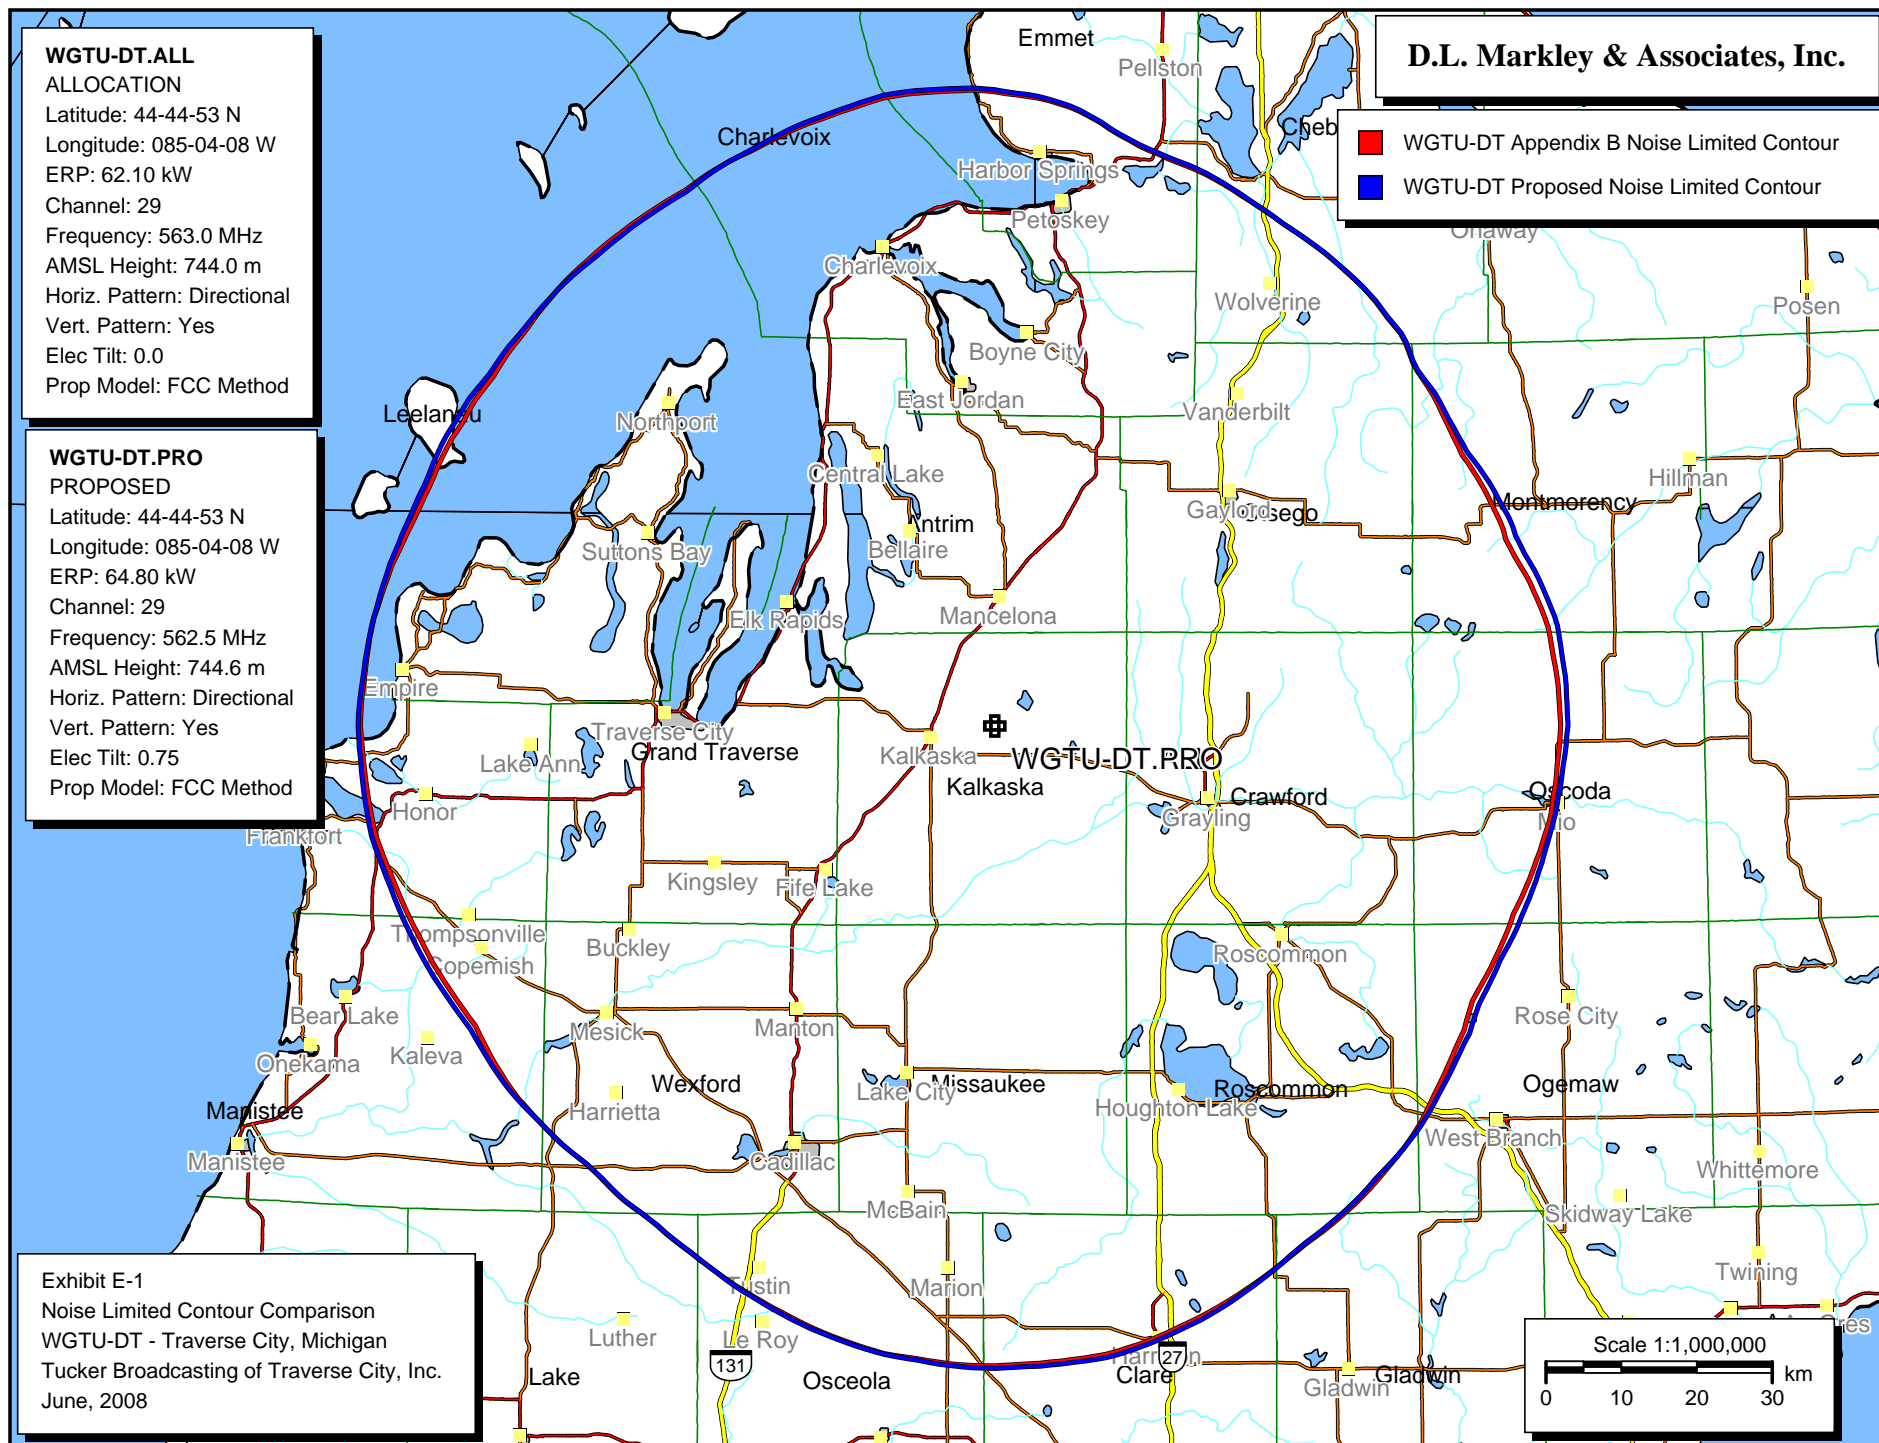 WGTU-DT.ALL
ALLOCATION
Latitude: 44-44-53 N
Longitude: 085-04-08 W
ERP: 62.10 kW
Channel: 29
Frequency: 563.0 MHz
AMSL Height: 744.0 m
Horiz. Pattern: Directional
Vert. Pattern: Yes
Elec Tilt: 0.0
Prop Model: FCC Method
WGTU-DT.PRO
PROPOSED
Latitude: 44-44-53 N
Longitude: 085-04-08 W
ERP: 64.80 kW
Channel: 29
Frequency: 562.5 MHz
AMSL Height: 744.6 m
Horiz. Pattern: Directional
Vert. Pattern: Yes
Elec Tilt: 0.75
Prop Model: FCC Method
D.L. Markley & Associates, Inc.
WGTU-DT Appendix B Noise Limited Contour
WGTU-DT Proposed Noise Limited Contour
Emmet
Pellston
Charlevoix
Cheb
Harbor Springs
Petoskey
Onaway
Charlevoix
Wolverine
Posen
Boyne City
East Jordan
Vanderbilt
Leelanau
Northport
Central Lake
Hillman
Montmorency
Gaylord
Otsego
Antrim
Bellaire
Suttons Bay
Mancelona
Elk Rapids
Empire
Traverse City
Grand Traverse
Lake Ann
Kalkaska
WGTU-DT.PRO
Kalkaska
Crawford
Oscoda
Mio
Grayling
Honor
Frankfort
Kingsley
Fife Lake
Thompsonville
Buckley
Copemish
Roscommon
Bear Lake
Mesick
Manton
Rose City
Onekama
Kaleva
Wexford
Lake City
Missaukee
Roscommon
Ogemaw
Harrietta
Houghton Lake
Manistee
West Branch
Manistee
Cadillac
Whittemore
McBain
Skidway Lake
Twining
Tustin
Marion
Luther
Le Roy
131
27
Lake
Osceola
Clare
Gladwin
Gladwin
Exhibit E-1
Noise Limited Contour Comparison
WGTU-DT - Traverse City, Michigan
Tucker Broadcasting of Traverse City, Inc.
June, 2008
Scale 1:1,000,000
0 10 20 30 km